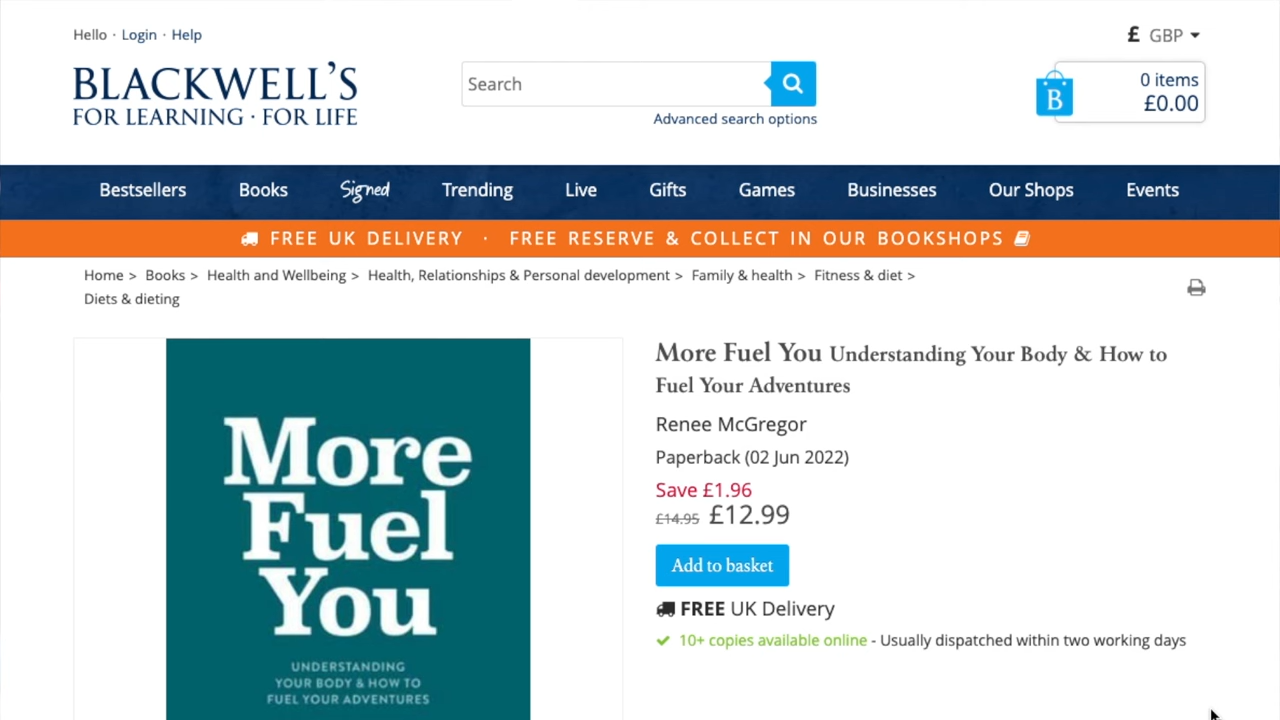 Hello · Login · Help
£ GBP
BLACKWELL'S
FOR LEARNING · FOR LIFE
Search
Advanced search options
B
0 items
£0.00
Bestsellers Books Signed Trending Live Gifts Games Businesses Our Shops Events
FREE UK DELIVERY · FREE RESERVE & COLLECT IN OUR BOOKSHOPS
Home > Books > Health and Wellbeing > Health, Relationships & Personal development > Family & health > Fitness & diet >
Diets & dieting
More
Fuel
You
UNDERSTANDING
YOUR BODY & HOW TO
FUEL YOUR ADVENTURES
More Fuel You Understanding Your Body & How to
Fuel Your Adventures
Renee McGregor
Paperback (02 Jun 2022)
Save £1.96
£14.95 £12.99
Add to basket
FREE UK Delivery
10+ copies available online - Usually dispatched within two working days